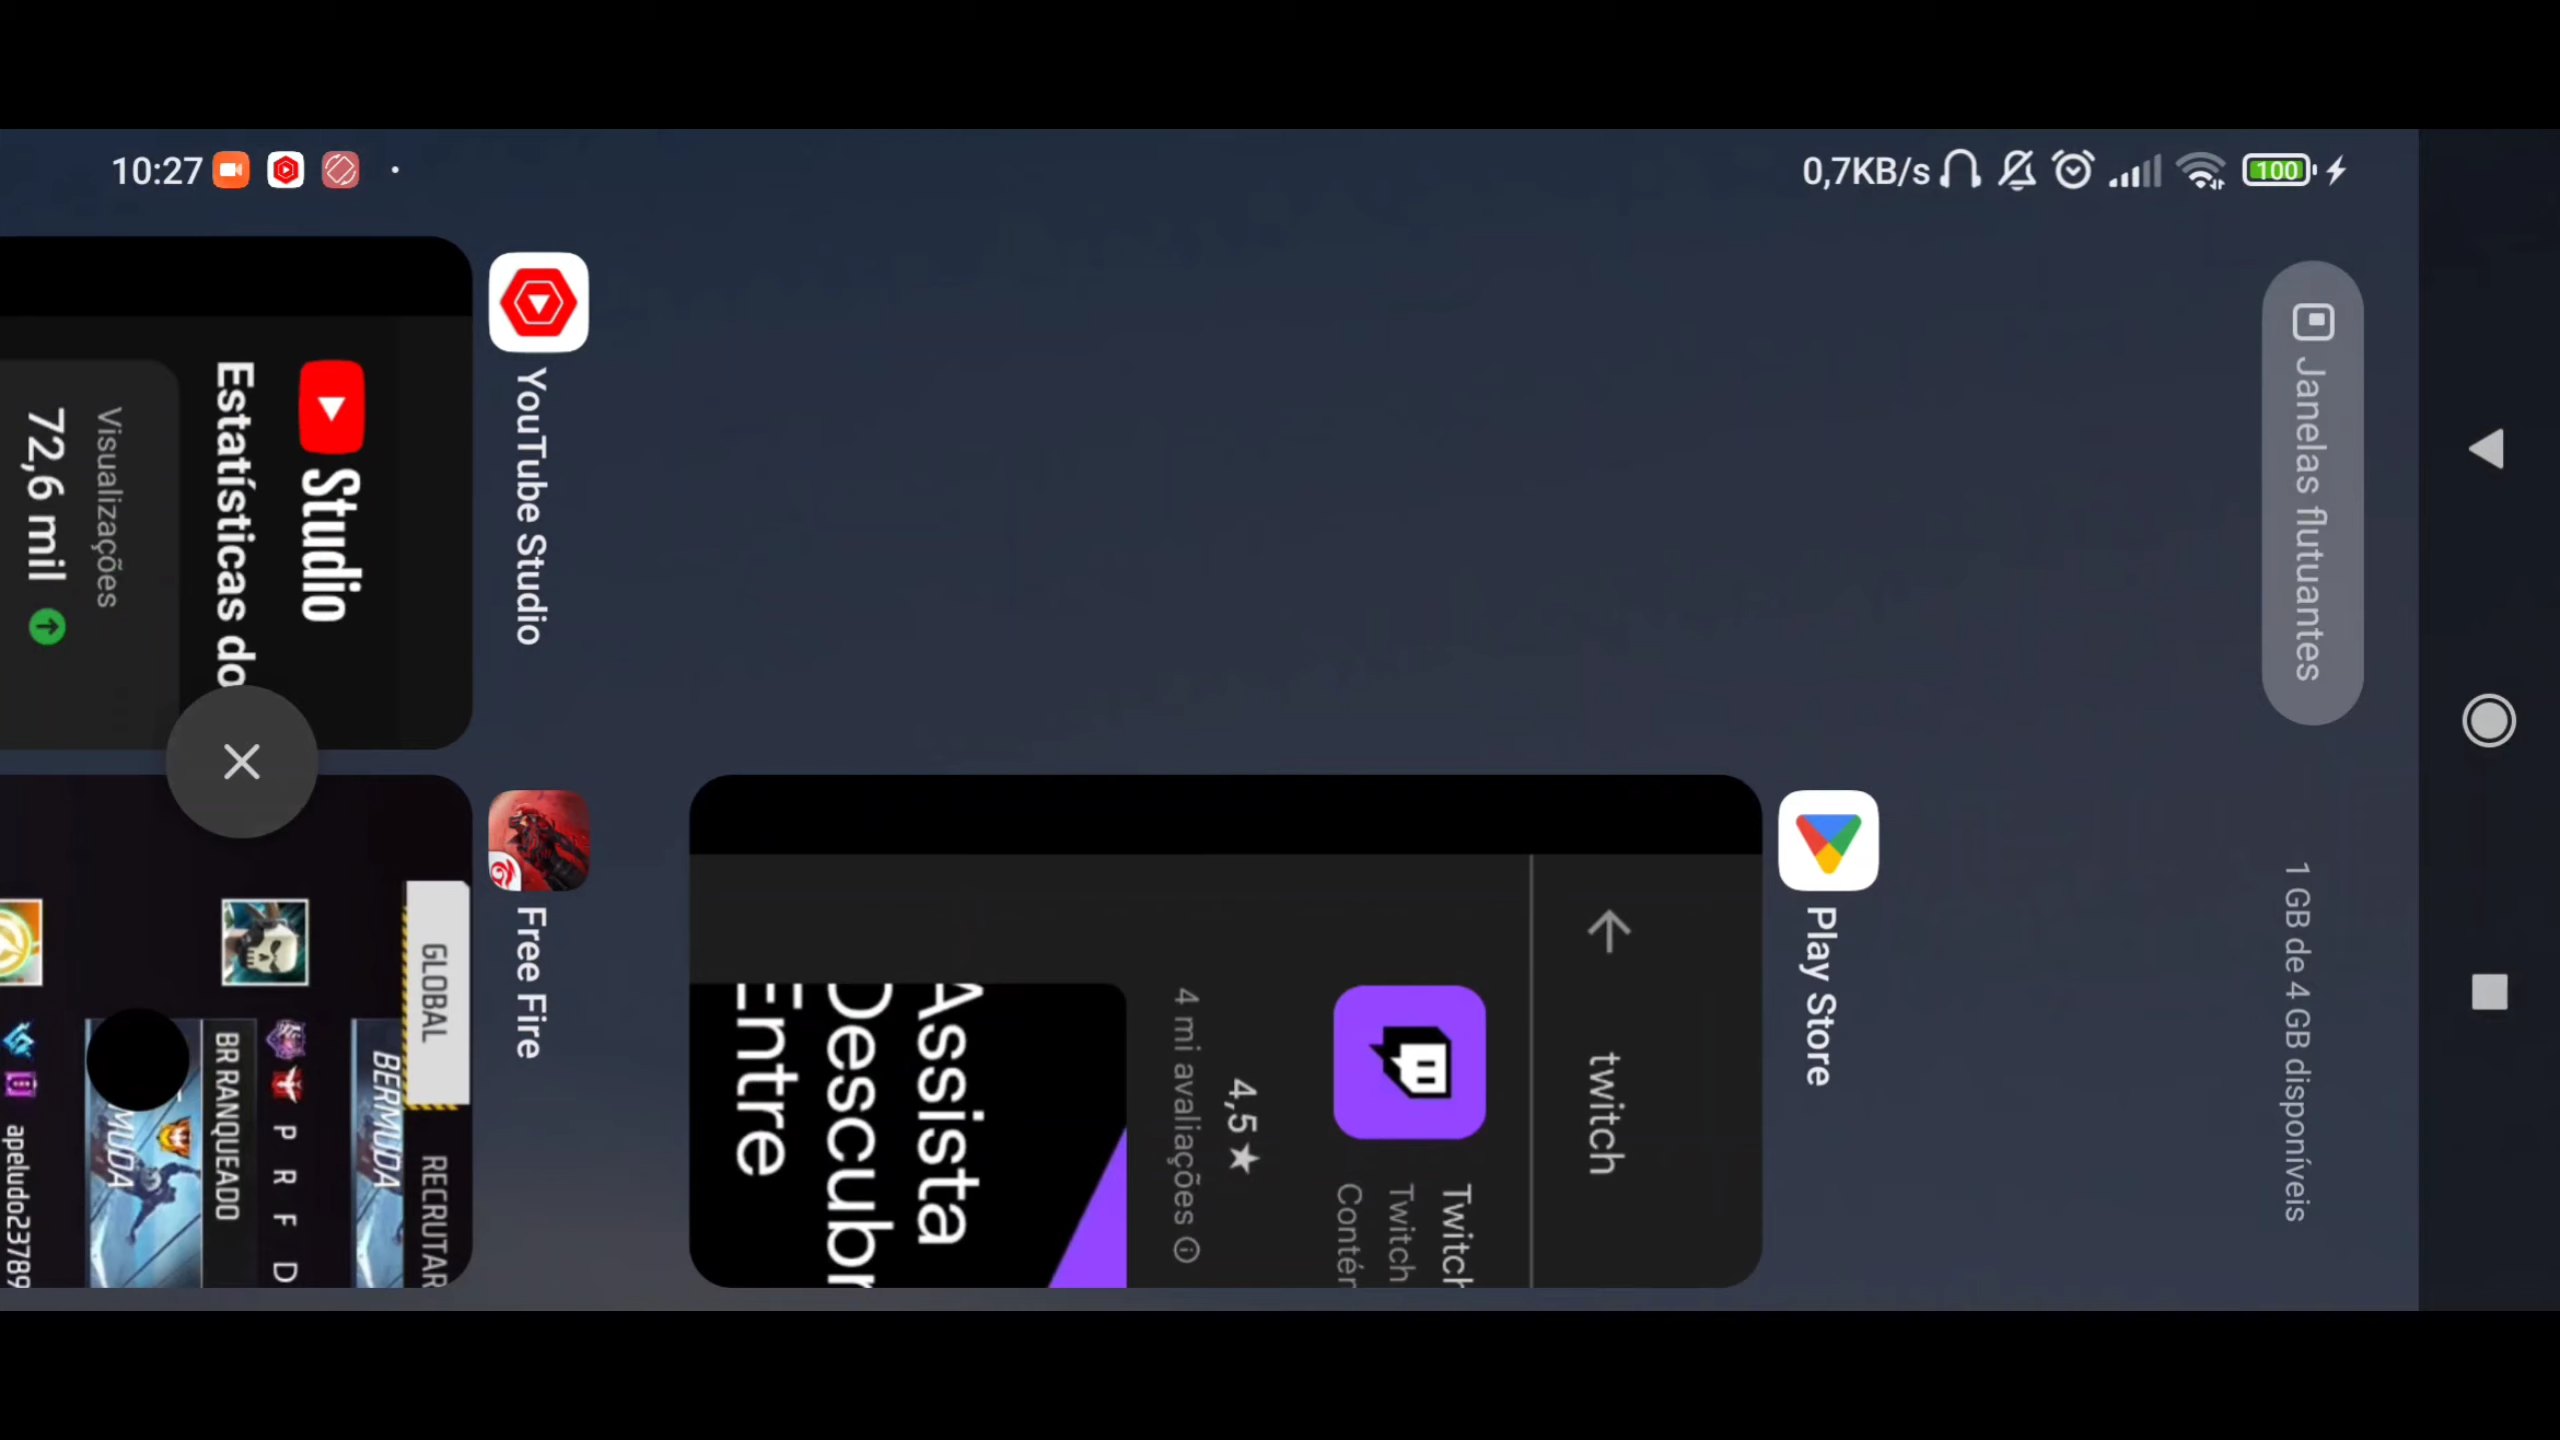 10:27
0,7KB/s
100
Janelas flutuantes
1 GB de 4 GB disponíveis
YouTube Studio
Studio
Estatísticas do
Visualizações
72,6 mil
Play Store
twitch
Twitch
Twitch
Contér
4,5★
4 mi avaliações
Assista
Descubr
Entre
Free Fire
GLOBAL
RECRUTAR
BERMUDA
P R F D
BR RANQUEADO
MUDA
apeludo23789